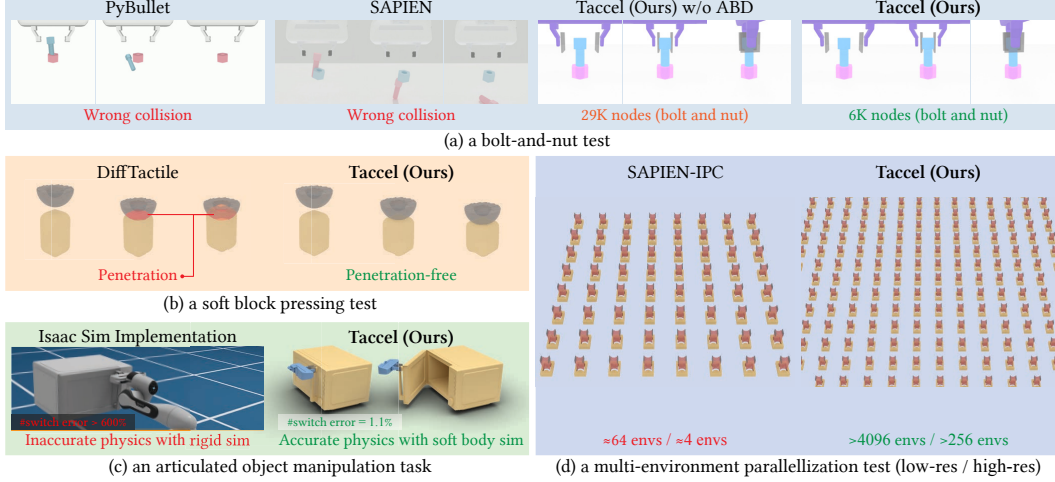 PyBullet
SAPIEN
Taccel (Ours) w/o ABD
Taccel (Ours)
Wrong collision
Wrong collision
29K nodes (bolt and nut)
6K nodes (bolt and nut)
(a) a bolt-and-nut test
DiffTactile
Taccel (Ours)
Penetration
Penetration-free
(b) a soft block pressing test
Isaac Sim Implementation
Taccel (Ours)
#switch error > 600%
#switch error = 1.1%
Inaccurate physics with rigid sim
Accurate physics with soft body sim
(c) an articulated object manipulation task
SAPIEN-IPC
Taccel (Ours)
≈64 envs / ≈4 envs
>4096 envs / >256 envs
(d) a multi-environment parallellization test (low-res / high-res)